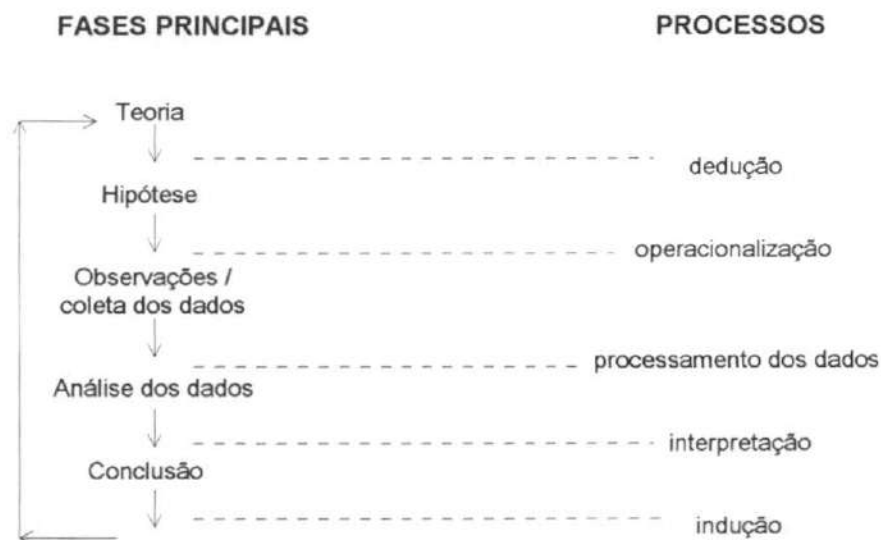 FASES PRINCIPAIS PROCESSOS
Teoria
dedução
Hipótese
operacionalização
Observações /
coleta dos dados
processamento dos dados
Análise dos dados
interpretação
Conclusão
indução